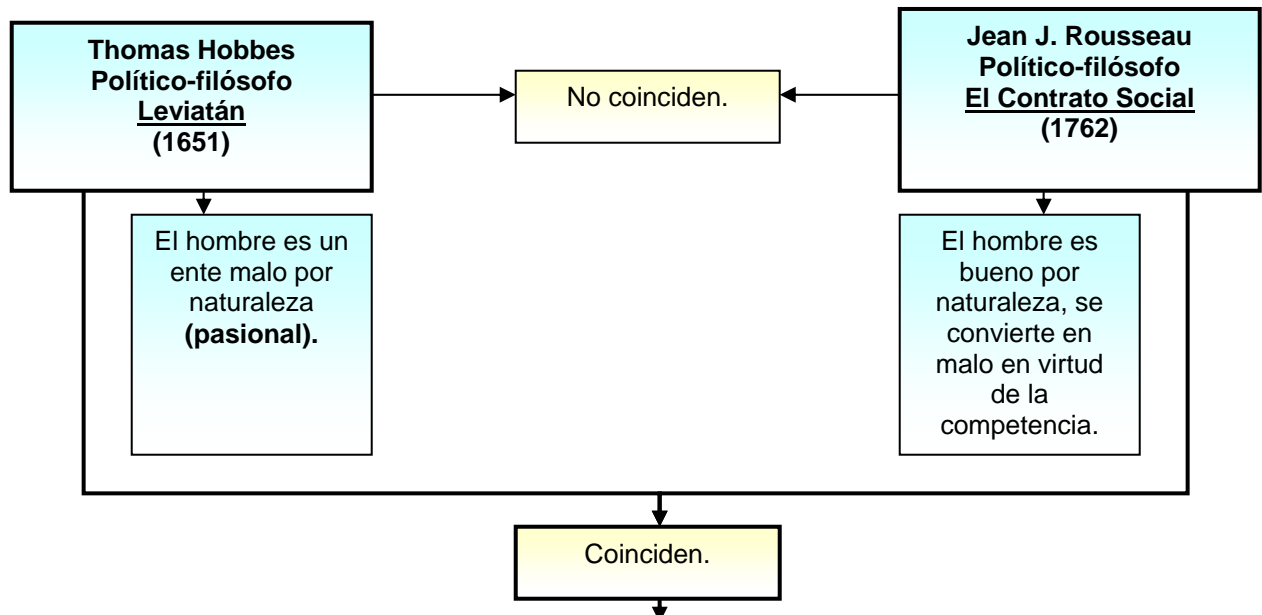 Thomas Hobbes
Político-filósofo
Leviatán
(1651)
No coinciden.
Jean J. Rousseau
Político-filósofo
El Contrato Social
(1762)
El hombre es un
ente malo por
naturaleza
(pasional).
El hombre es
bueno por
naturaleza, se
convierte en
malo en virtud
de la
competencia.
Coinciden.